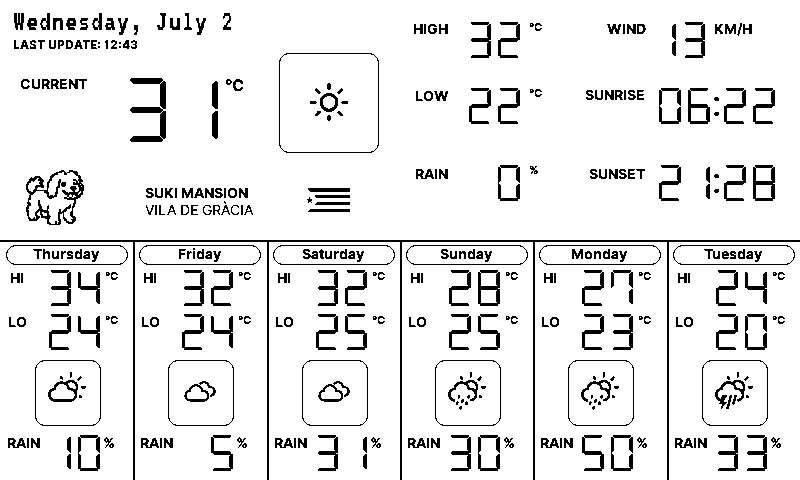 Wednesday, July 2
LAST UPDATE: 12:43
CURRENT 31 °C
SUKI MANSION
VILA DE GRÀCIA
HIGH 32 °C
WIND 13 KM/H
LOW 22 °C
SUNRISE 06:22
RAIN 0 %
SUNSET 21:28
Thursday
HI 34 °C
LO 24 °C
RAIN 10 %
Friday
HI 32 °C
LO 24 °C
RAIN 5 %
Saturday
HI 32 °C
LO 25 °C
RAIN 31 %
Sunday
HI 28 °C
LO 25 °C
RAIN 30 %
Monday
HI 27 °C
LO 23 °C
RAIN 50 %
Tuesday
HI 24 °C
LO 20 °C
RAIN 33 %